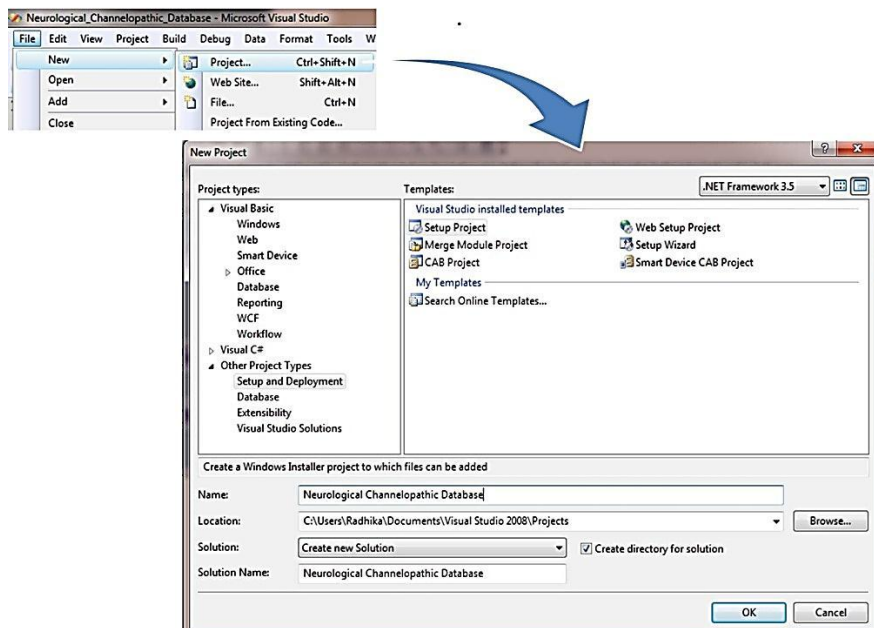 Neurological_Channelopathic_Database - Microsoft Visual Studio
File Edit View Project Build Debug Data Format Tools W
New Project... Ctrl+Shift+N
Open Web Site... Shift+Alt+N
Add File... Ctrl+N
Close Project From Existing Code...
New Project
Project types: Templates: .NET Framework 3.5
Visual Basic
Windows
Web
Smart Device
Office
Database
Reporting
WCF
Workflow
Visual C#
Other Project Types
Setup and Deployment
Database
Extensibility
Visual Studio Solutions
Visual Studio installed templates
Setup Project Web Setup Project
Merge Module Project Setup Wizard
CAB Project Smart Device CAB Project
My Templates
Search Online Templates...
Create a Windows Installer project to which files can be added
Name: Neurological Channelopathic Database
Location: C:\Users\Radhika\Documents\Visual Studio 2008\Projects Browse...
Solution: Create new Solution Create directory for solution
Solution Name: Neurological Channelopathic Database
OK Cancel